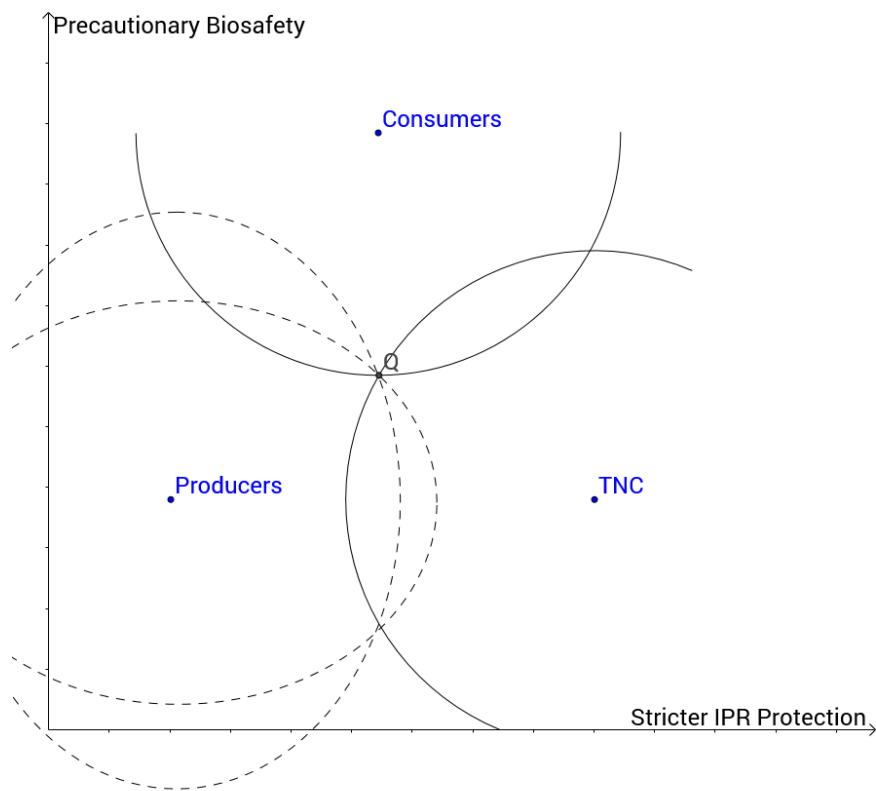 Precautionary Biosafety
Consumers
Q
Producers
TNC
Stricter IPR Protection